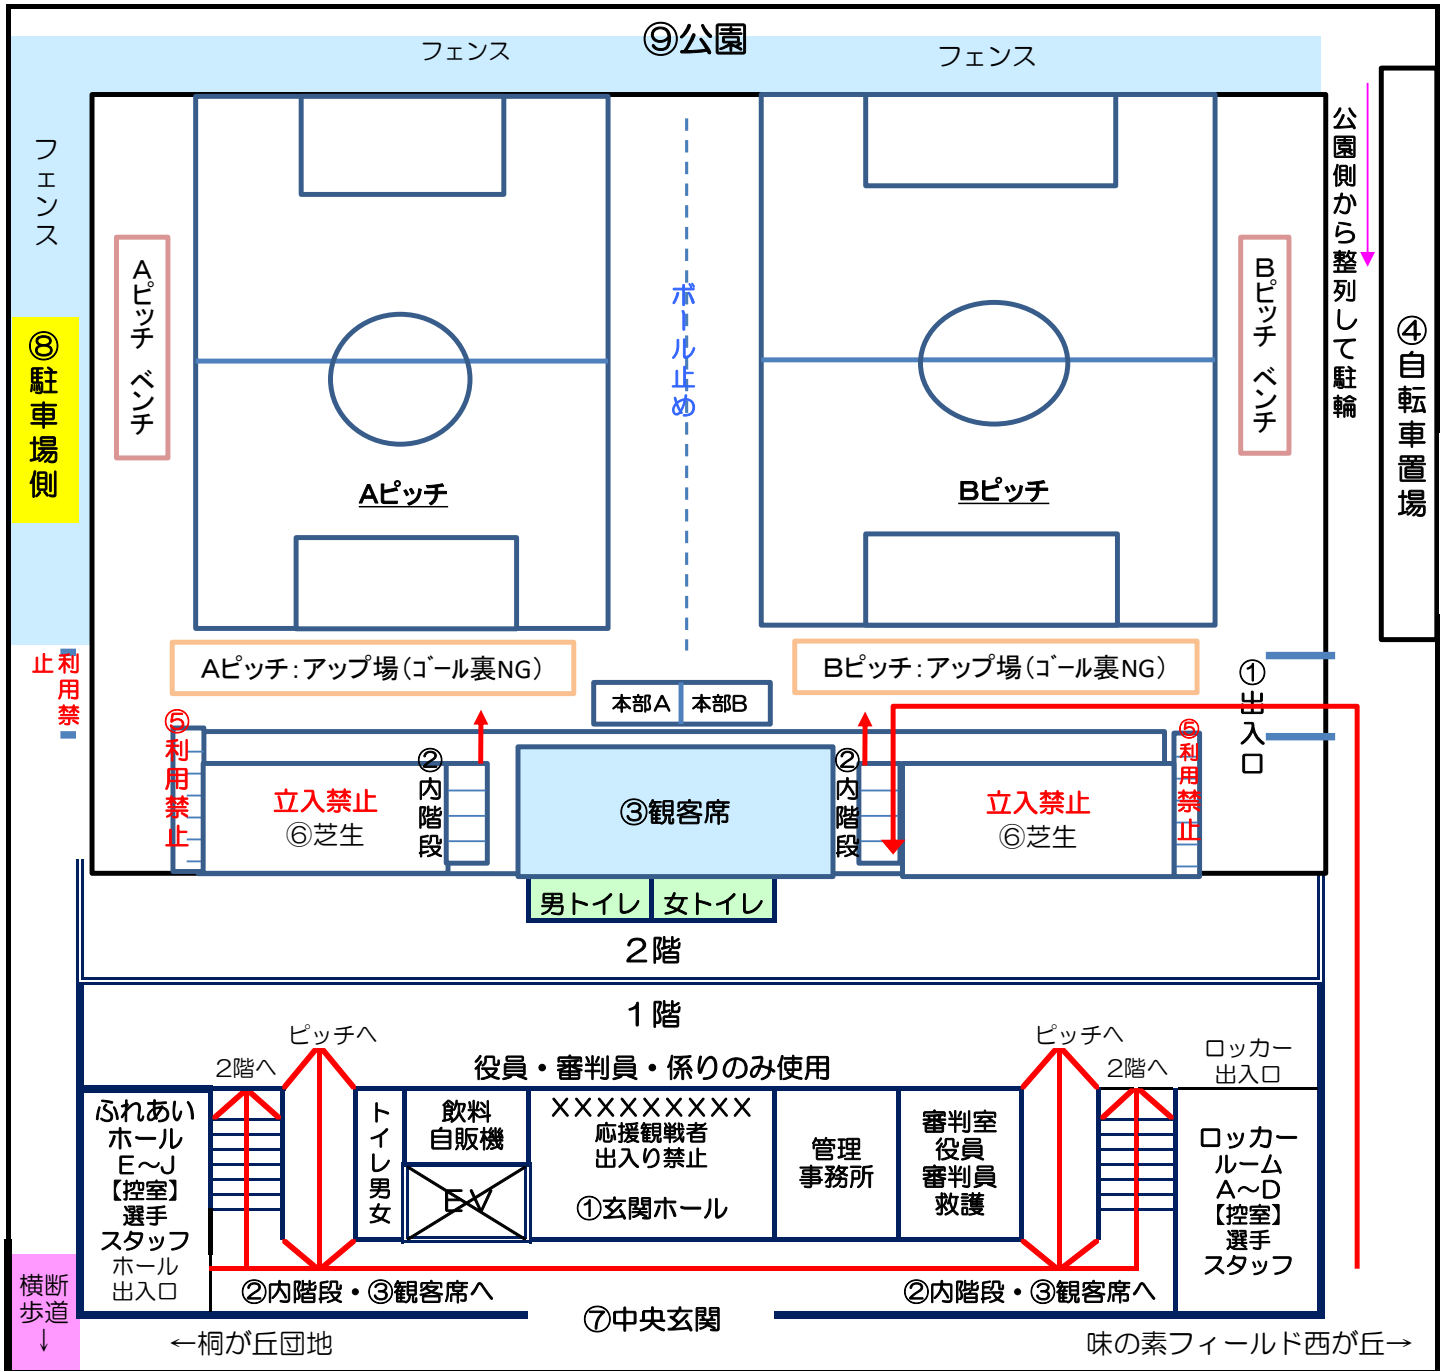 ⑨公園
フェンス
フェンス
フェンス
公園側から整列して駐輪
④自転車置場
⑧駐車場側
Aピッチ ベンチ
ボール止め
Bピッチ ベンチ
Aピッチ
Bピッチ
Aピッチ:アップ場(ゴール裏NG)
Bピッチ:アップ場(ゴール裏NG)
利用禁止
①出入口
本部A
本部B
⑤利用禁止
立入禁止
⑥芝生
②内階段
③観客席
②内階段
立入禁止
⑥芝生
⑤利用禁止
男トイレ
女トイレ
2階
1階
ピッチへ
ピッチへ
2階へ
役員・審判員・係りのみ使用
2階へ
ロッカー
出入口
ふれあい
ホール
E～J
【控室】
選手
スタッフ
ホール
出入口
トイレ男女
飲料
自販機
EV
XXXXXXXXX
応援観戦者
出入り禁止
①玄関ホール
管理
事務所
審判室
役員
審判員
救護
ロッカー
ルーム
A～D
【控室】
選手
スタッフ
②内階段・③観客席へ
②内階段・③観客席へ
横断
歩道
↓
⑦中央玄関
←桐が丘団地
味の素フィールド西が丘→